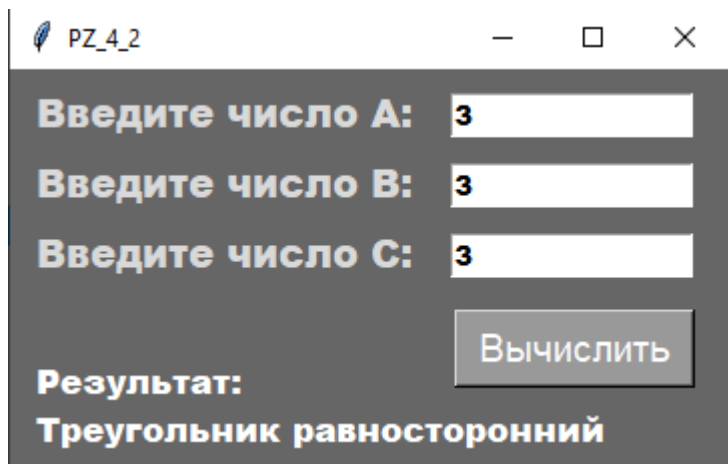 PZ_4_2
Введите число A: 3
Введите число B: 3
Введите число C: 3
Вычислить
Результат:
Треугольник равносторонний